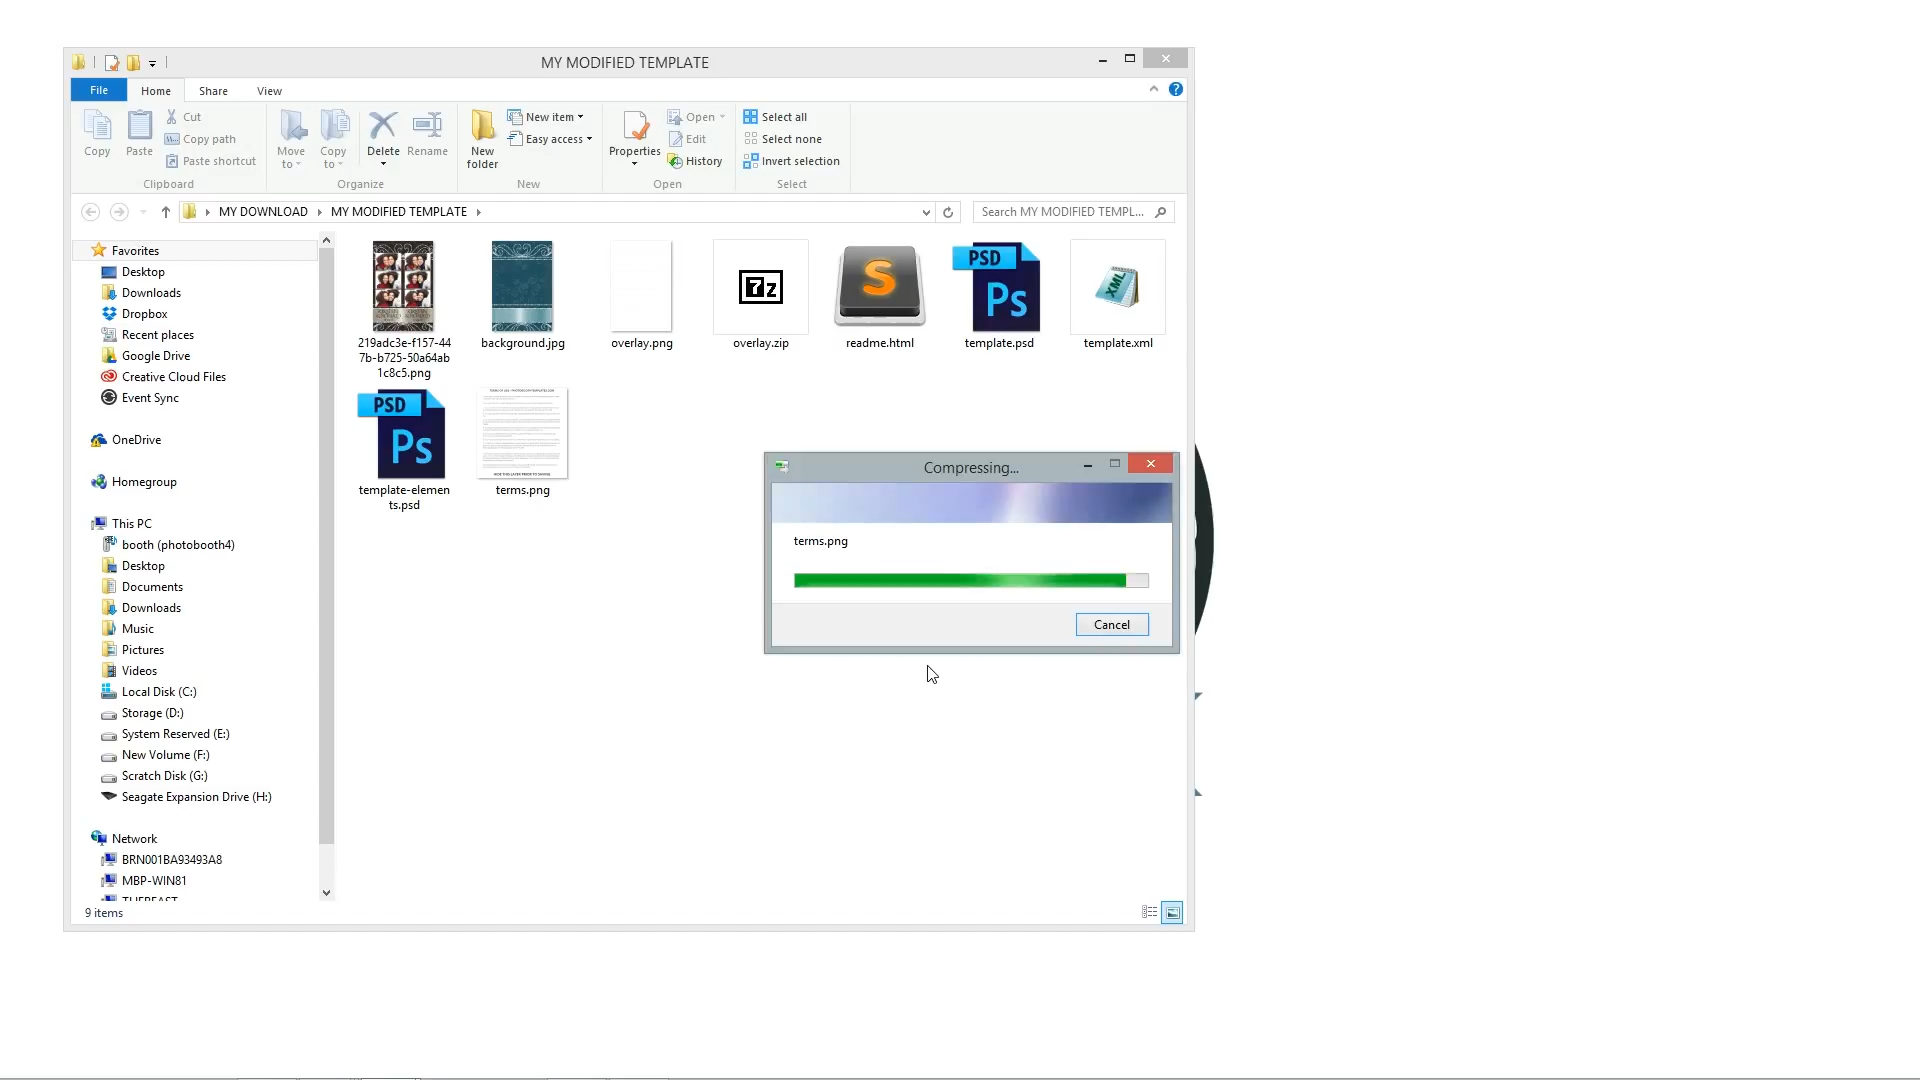 MY MODIFIED TEMPLATE
File Home Share View
Copy
Paste
Cut
Copy path
Paste shortcut
Clipboard
Move to
Copy to
Delete
Rename
Organize
New folder
New item
Easy access
New
Properties
Open
Edit
History
Open
Select all
Select none
Invert selection
Select
MY DOWNLOAD MY MODIFIED TEMPLATE
Search MY MODIFIED TEMPL...
Favorites
Desktop
Downloads
Dropbox
Recent places
Google Drive
Creative Cloud Files
Event Sync
OneDrive
Homegroup
This PC
booth (photobooth4)
Desktop
Documents
Downloads
Music
Pictures
Videos
Local Disk (C:)
Storage (D:)
System Reserved (E:)
New Volume (F:)
Scratch Disk (G:)
Seagate Expansion Drive (H:)
Network
BRN001BA93493A8
MBP-WIN81
THEBEAST
219adc3e-f157-44
7b-b725-50a64ab
1c8c5.png
background.jpg
overlay.png
7z
overlay.zip
S
readme.html
PSD
Ps
template.psd
XML
template.xml
PSD
Ps
template-elemen
ts.psd
terms.png
Compressing...
terms.png
Cancel
9 items